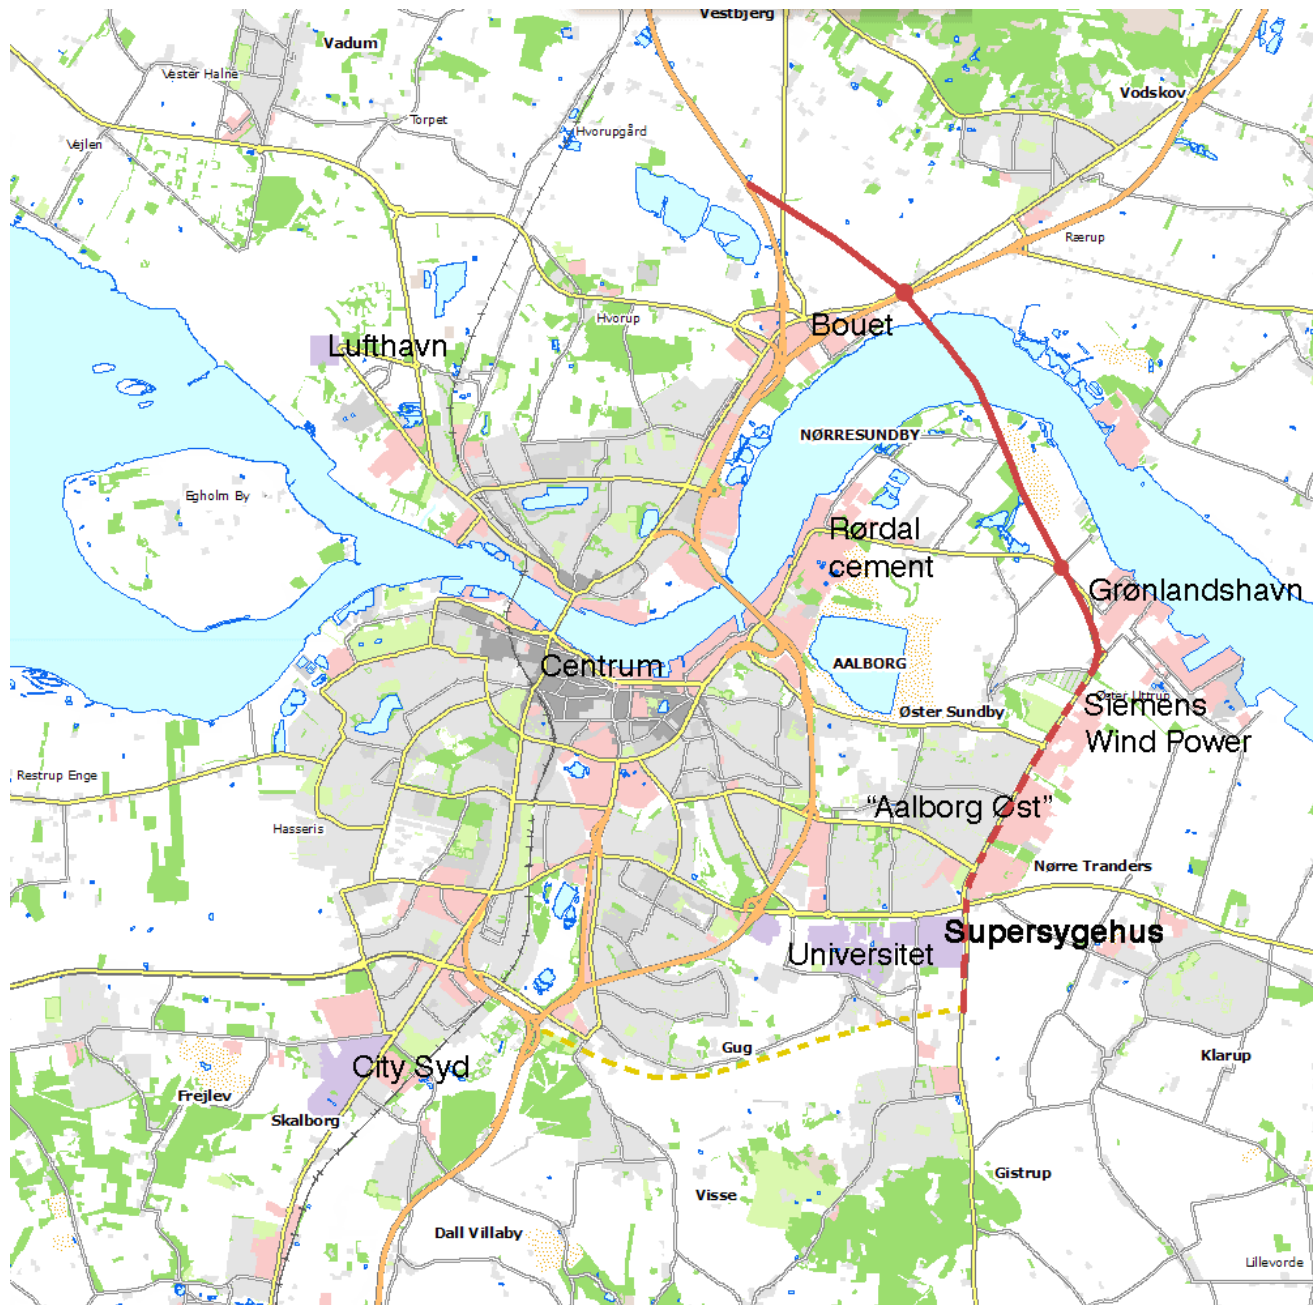 Vestbjerg
Vadum
Vester Halne
Vodskov
Torpet
Hvorupgård
Vejlen
Rærup
Hvorup
Bouet
Lufthavn
NØRRESUNDBY
Egholm By
Rørdal
cement
Grønlandshavn
Centrum
AALBORG
Øster Uttrup
Øster Sundby
Siemens
Wind Power
Restrup Enge
"Aalborg Øst"
Hasseris
Nørre Tranders
Supersygehus
Universitet
Gug
Klarup
City Syd
Frejlev
Skalborg
Gistrup
Visse
Dall Villaby
Lillevorde